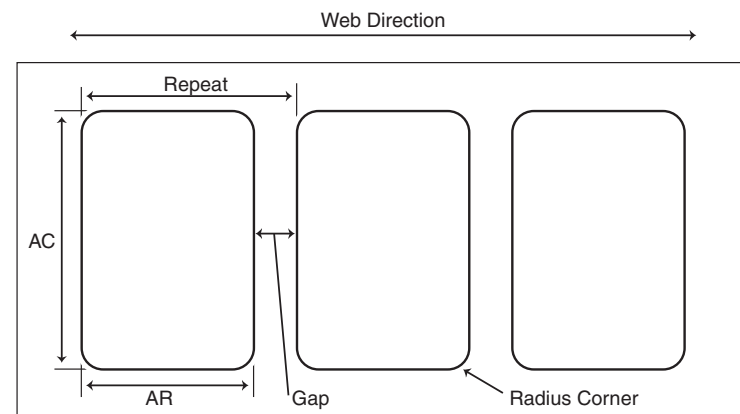 Web Direction
Repeat
AC
AR
Gap
Radius Corner